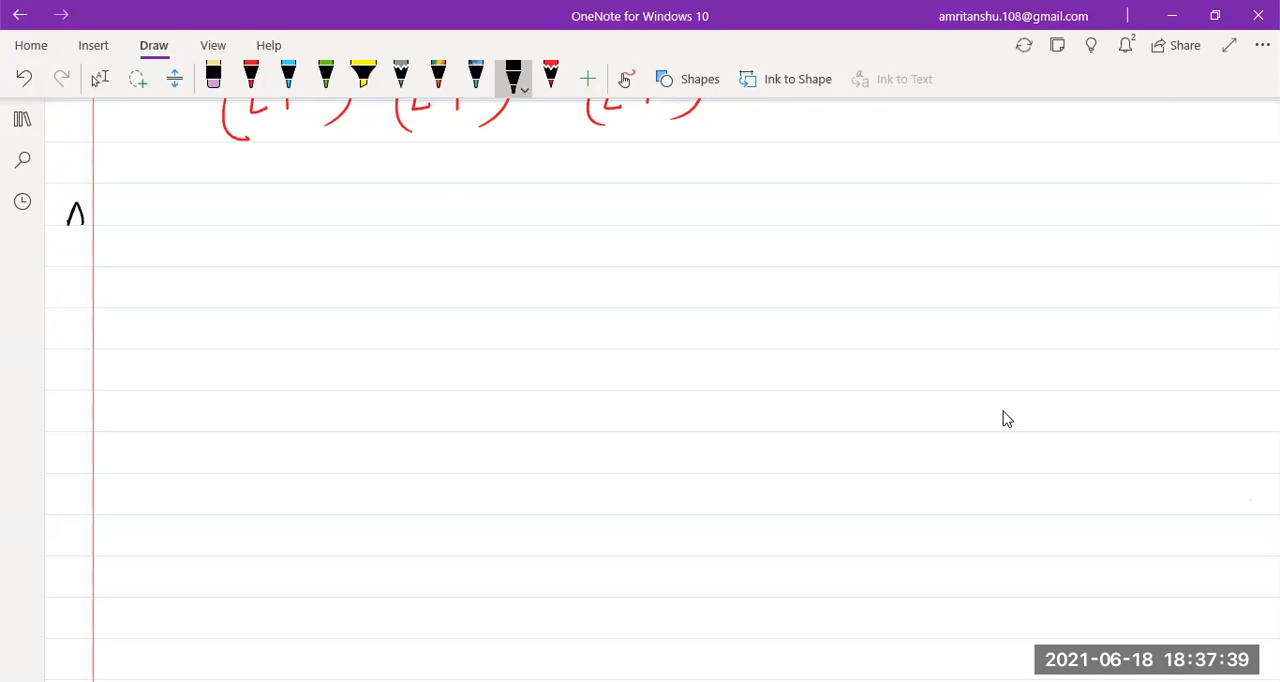 OneNote for Windows 10 amritanshu.108@gmail.com
Home Insert Draw View Help 2 Share
Shapes Ink to Shape Ink to Text
2021-06-18 18:37:39